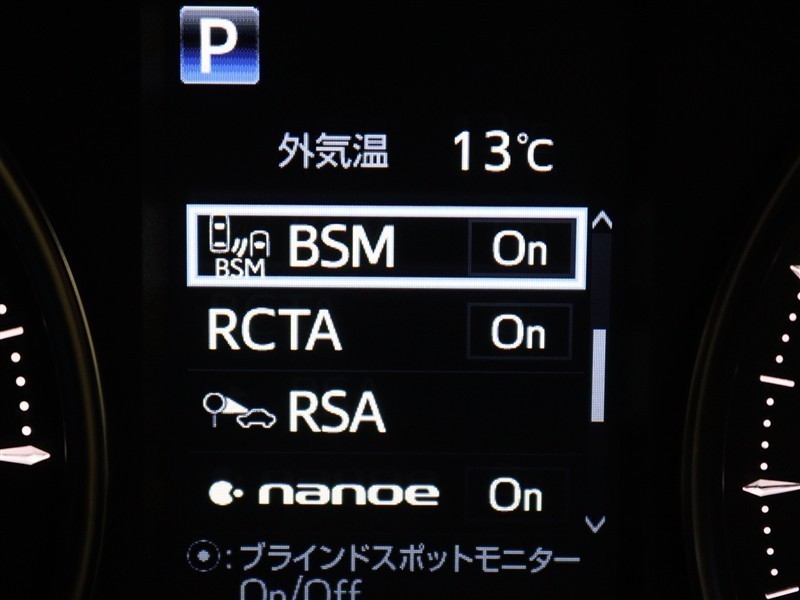 P
外気温 13℃
BSM BSM On
RCTA On
RSA
nanoe On
:ブラインドスポットモニター
On/Off